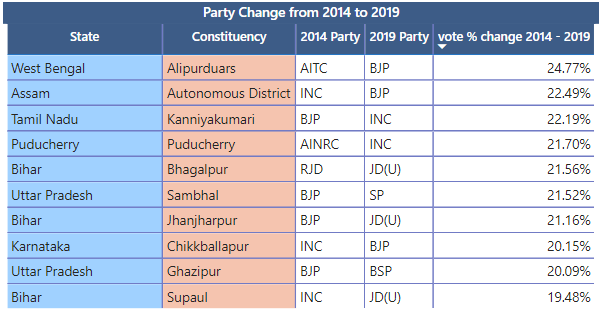 Party Change from 2014 to 2019
State Constituency 2014 Party 2019 Party vote % change 2014 - 2019
West Bengal Alipurduars AITC BJP 24.77%
Assam Autonomous District INC BJP 22.49%
Tamil Nadu Kanniyakumari BJP INC 22.19%
Puducherry Puducherry AINRC INC 21.70%
Bihar Bhagalpur RJD JD(U) 21.56%
Uttar Pradesh Sambhal BJP SP 21.52%
Bihar Jhanjharpur BJP JD(U) 21.16%
Karnataka Chikkballapur INC BJP 20.15%
Uttar Pradesh Ghazipur BJP BSP 20.09%
Bihar Supaul INC JD(U) 19.48%